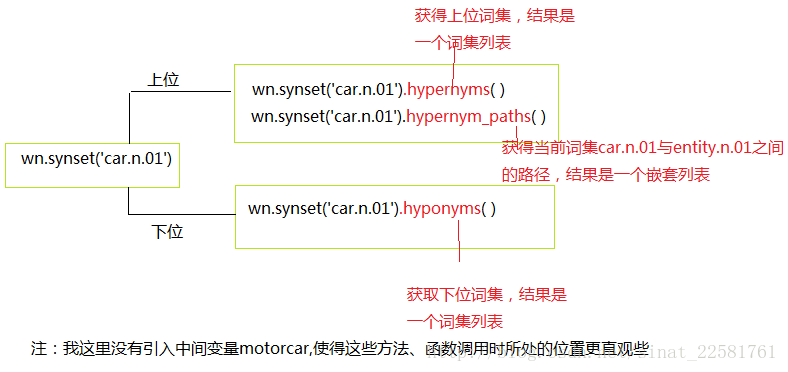 获得上位词集，结果是
一个词集列表
上位
wn.synset('car.n.01').hypernyms( )
wn.synset('car.n.01').hypernym_paths( )
获得当前词集car.n.01与entity.n.01之间
的路径，结果是一个嵌套列表
wn.synset('car.n.01')
wn.synset('car.n.01').hyponyms( )
下位
获取下位词集，结果是
一个词集列表
注：我这里没有引入中间变量motorcar,使得这些方法、函数调用时所处的位置更直观些